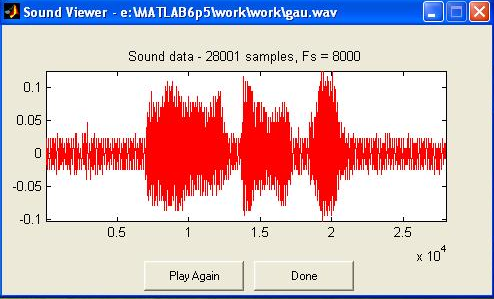 Sound Viewer - e:\MATLAB6p5\work\work\gau.wav
Sound data - 28001 samples, Fs = 8000
0.1
0.05
0
-0.05
-0.1
0.5 1 1.5 2 2.5
x 10^4
Play Again Done